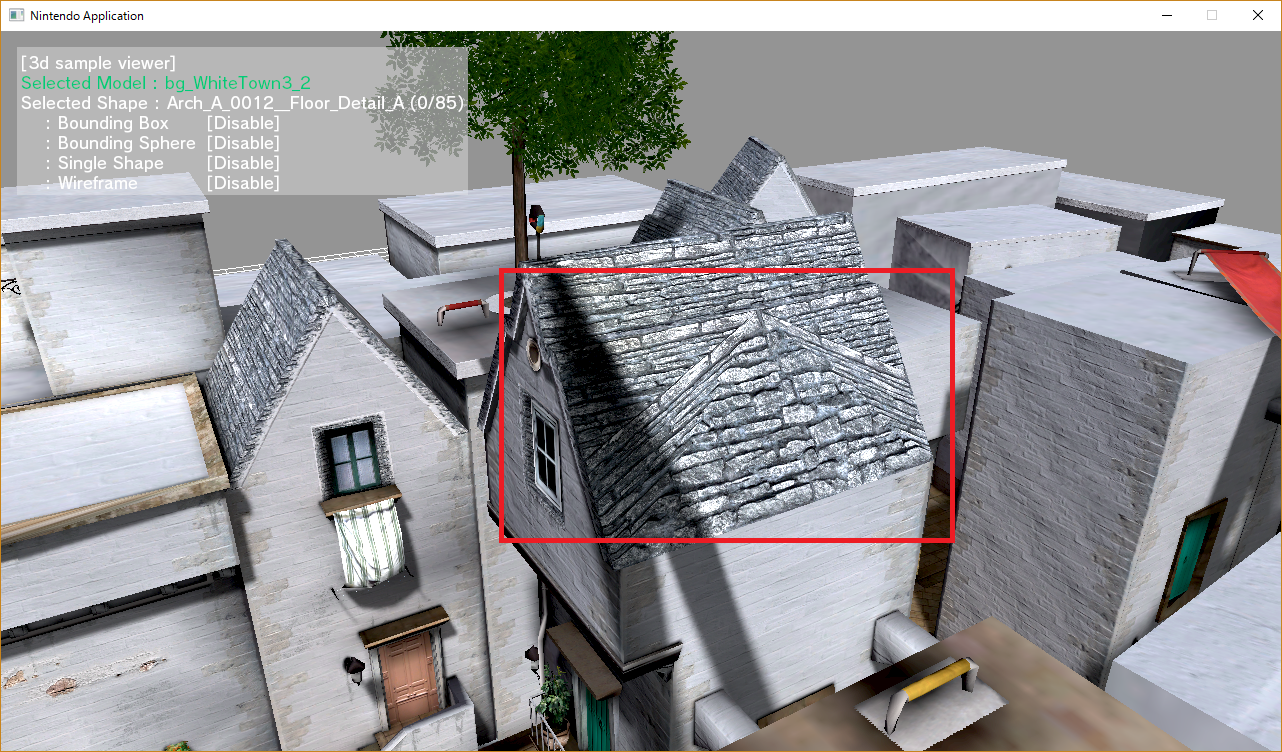 Nintendo Application
[3d sample viewer]
Selected Model : bg_WhiteTown3_2
Selected Shape : Arch_A_0012__Floor_Detail_A (0/85)
: Bounding Box [Disable]
: Bounding Sphere [Disable]
: Single Shape [Disable]
: Wireframe [Disable]